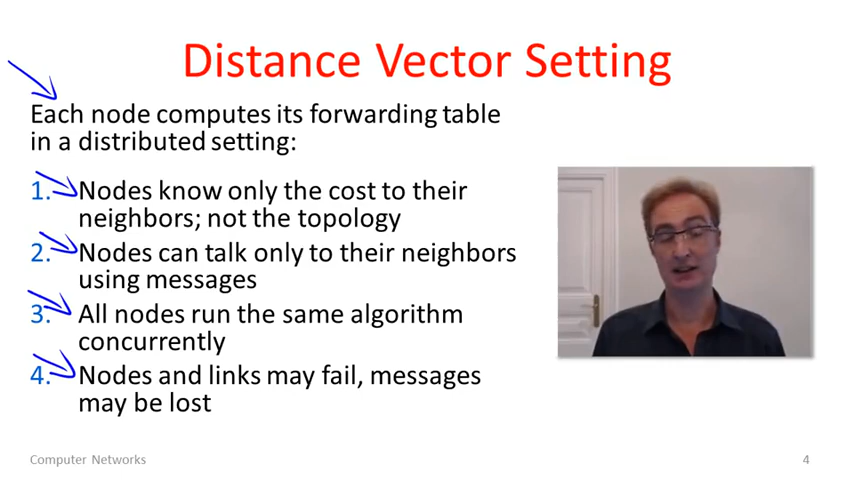 Distance Vector Setting
Each node computes its forwarding table
in a distributed setting:
1. Nodes know only the cost to their
neighbors; not the topology
2. Nodes can talk only to their neighbors
using messages
3. All nodes run the same algorithm
concurrently
4. Nodes and links may fail, messages
may be lost
Computer Networks
4